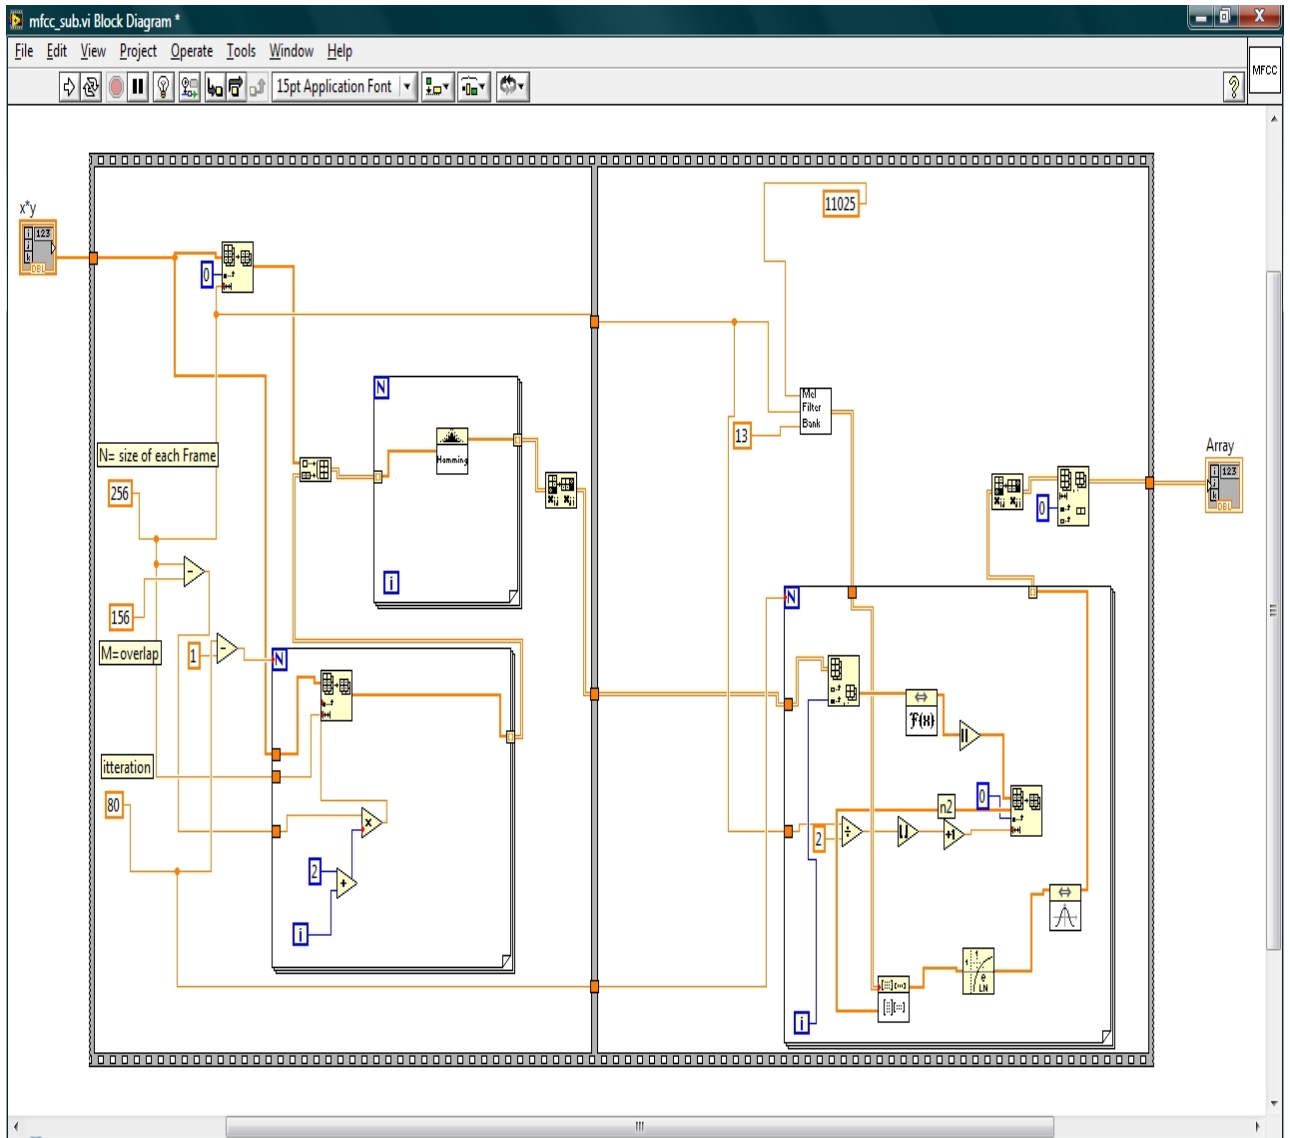 mfcc_sub.vi Block Diagram *
File Edit View Project Operate Tools Window Help
15pt Application Font
?
MFCC
x*y
123
DBL
0
11025
N
Hamming
i
Mel
Filter
Bank
13
N= size of each Frame
256
156
M=overlap
1
itteration
80
N
2
i
Array
123
DBL
0
N
F(x)
0
n2
2
+1
e
LN
i